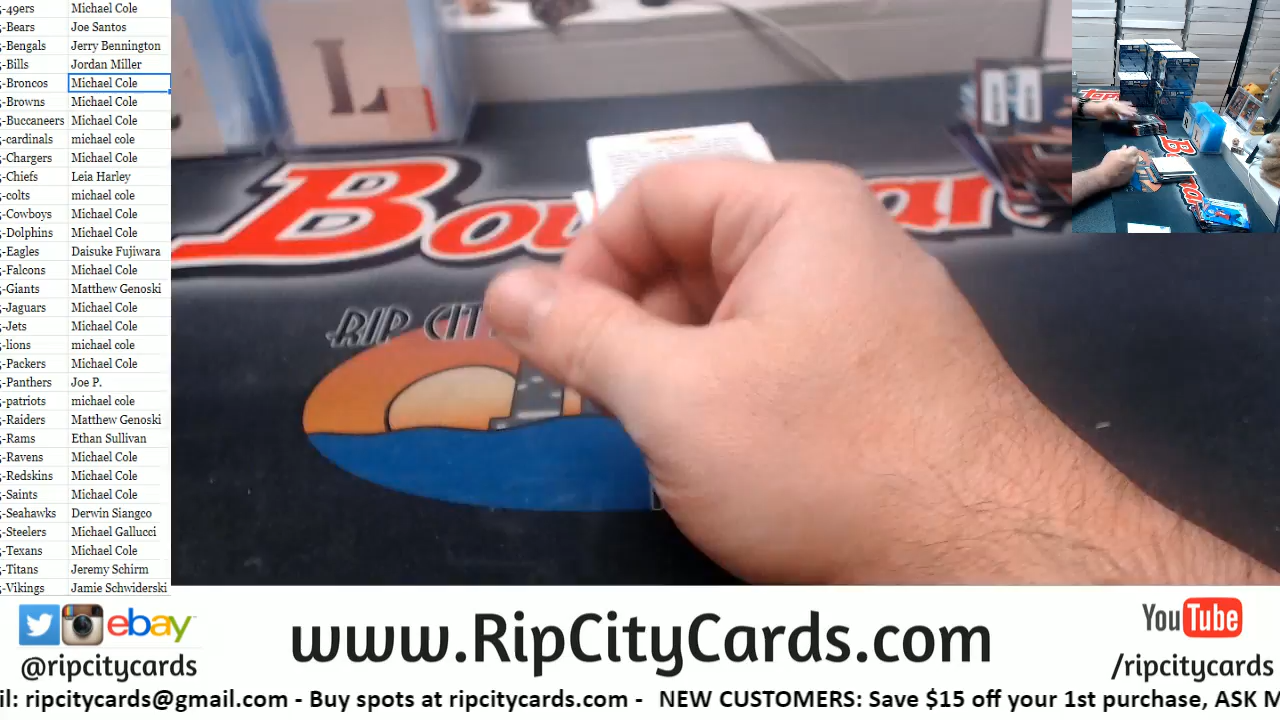 -49ers Michael Cole
-Bears Joe Santos
-Bengals Jerry Bennington
-Bills Jordan Miller
-Broncos Michael Cole
-Browns Michael Cole
-Buccaneers Michael Cole
-cardinals michael cole
-Chargers Michael Cole
-Chiefs Leia Harley
-colts michael cole
-Cowboys Michael Cole
-Dolphins Michael Cole
-Eagles Daisuke Fujiwara
-Falcons Michael Cole
-Giants Matthew Genoski
-Jaguars Michael Cole
-Jets Michael Cole
-lions michael cole
-Packers Michael Cole
-Panthers Joe P.
-patriots michael cole
-Raiders Matthew Genoski
-Rams Ethan Sullivan
-Ravens Michael Cole
-Redskins Michael Cole
-Saints Michael Cole
-Seahawks Derwin Siangco
-Steelers Michael Gallucci
-Texans Michael Cole
-Titans Jeremy Schirm
-Vikings Jamie Schwiderski
L
RIP CIT
ebay
@ripcitycards
www.RipCityCards.com
YouTube
/ripcitycards
il: ripcitycards@gmail.com - Buy spots at ripcitycards.com - NEW CUSTOMERS: Save $15 off your 1st purchase, ASK M